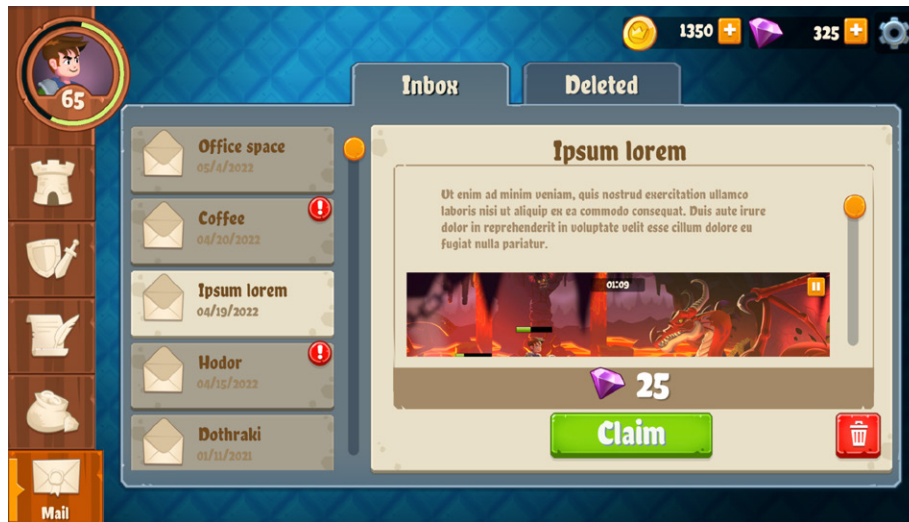 1350
325
65
Inbox
Deleted
Office space
05/4/2022
Coffee
04/20/2022
Ipsum lorem
04/19/2022
Hodor
04/15/2022
Dothraki
01/11/2021
Mail
Ipsum lorem
Ut enim ad minim veniam, quis nostrud exercitation ullamco
laboris nisi ut aliquip ex ea commodo consequat. Duis aute irure
dolor in reprehenderit in voluptate velit esse cillum dolore eu
fugiat nulla pariatur.
01:09
25
Claim